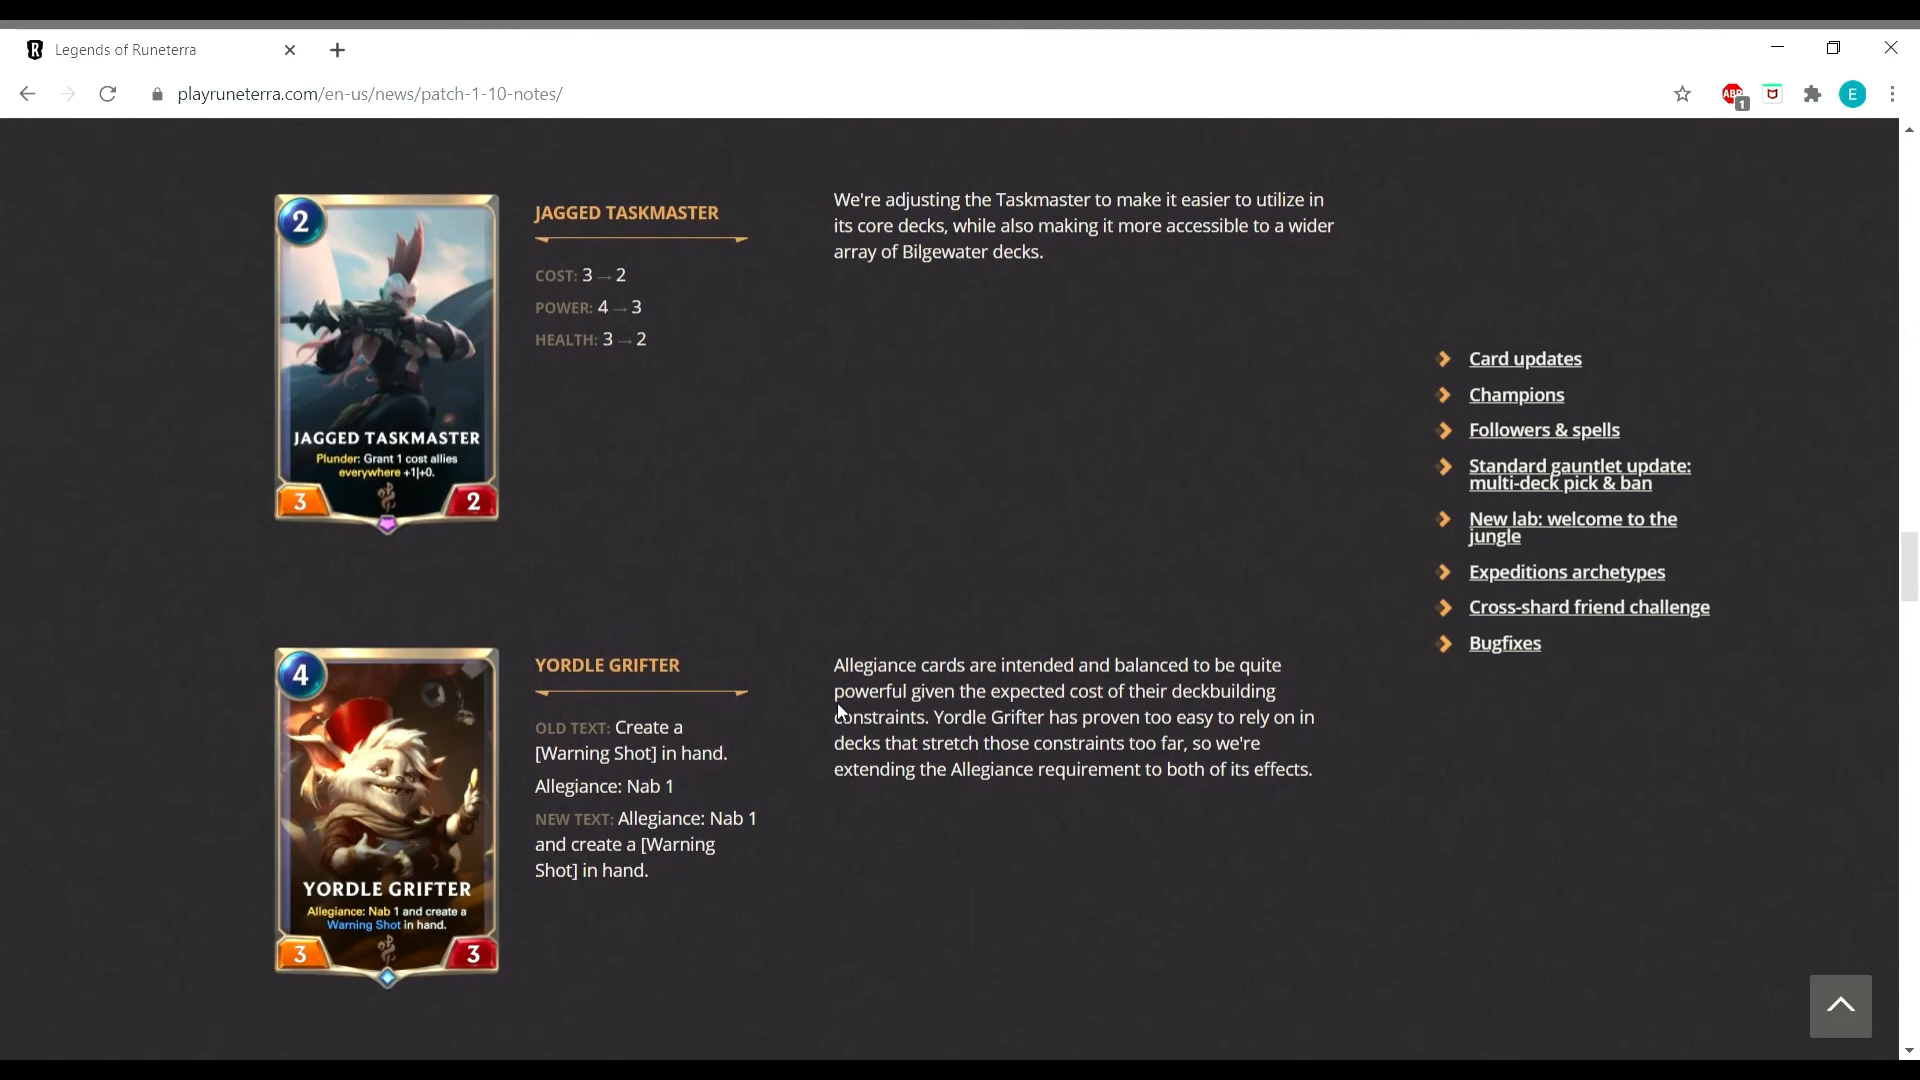 Legends of Runeterra
playruneterra.com/en-us/news/patch-1-10-notes/
ABP
1
E
2
JAGGED TASKMASTER
Plunder: Grant 1 cost allies
everywhere +1|+0.
3
2
JAGGED TASKMASTER
COST: 3 → 2
POWER: 4 → 3
HEALTH: 3 → 2
We're adjusting the Taskmaster to make it easier to utilize in
its core decks, while also making it more accessible to a wider
array of Bilgewater decks.
Card updates
Champions
Followers & spells
Standard gauntlet update:
multi-deck pick & ban
New lab: welcome to the
jungle
Expeditions archetypes
Cross-shard friend challenge
Bugfixes
4
YORDLE GRIFTER
Allegiance: Nab 1 and create a
Warning Shot in hand.
3
3
YORDLE GRIFTER
OLD TEXT: Create a
[Warning Shot] in hand.
Allegiance: Nab 1
NEW TEXT: Allegiance: Nab 1
and create a [Warning
Shot] in hand.
Allegiance cards are intended and balanced to be quite
powerful given the expected cost of their deckbuilding
constraints. Yordle Grifter has proven too easy to rely on in
decks that stretch those constraints too far, so we're
extending the Allegiance requirement to both of its effects.